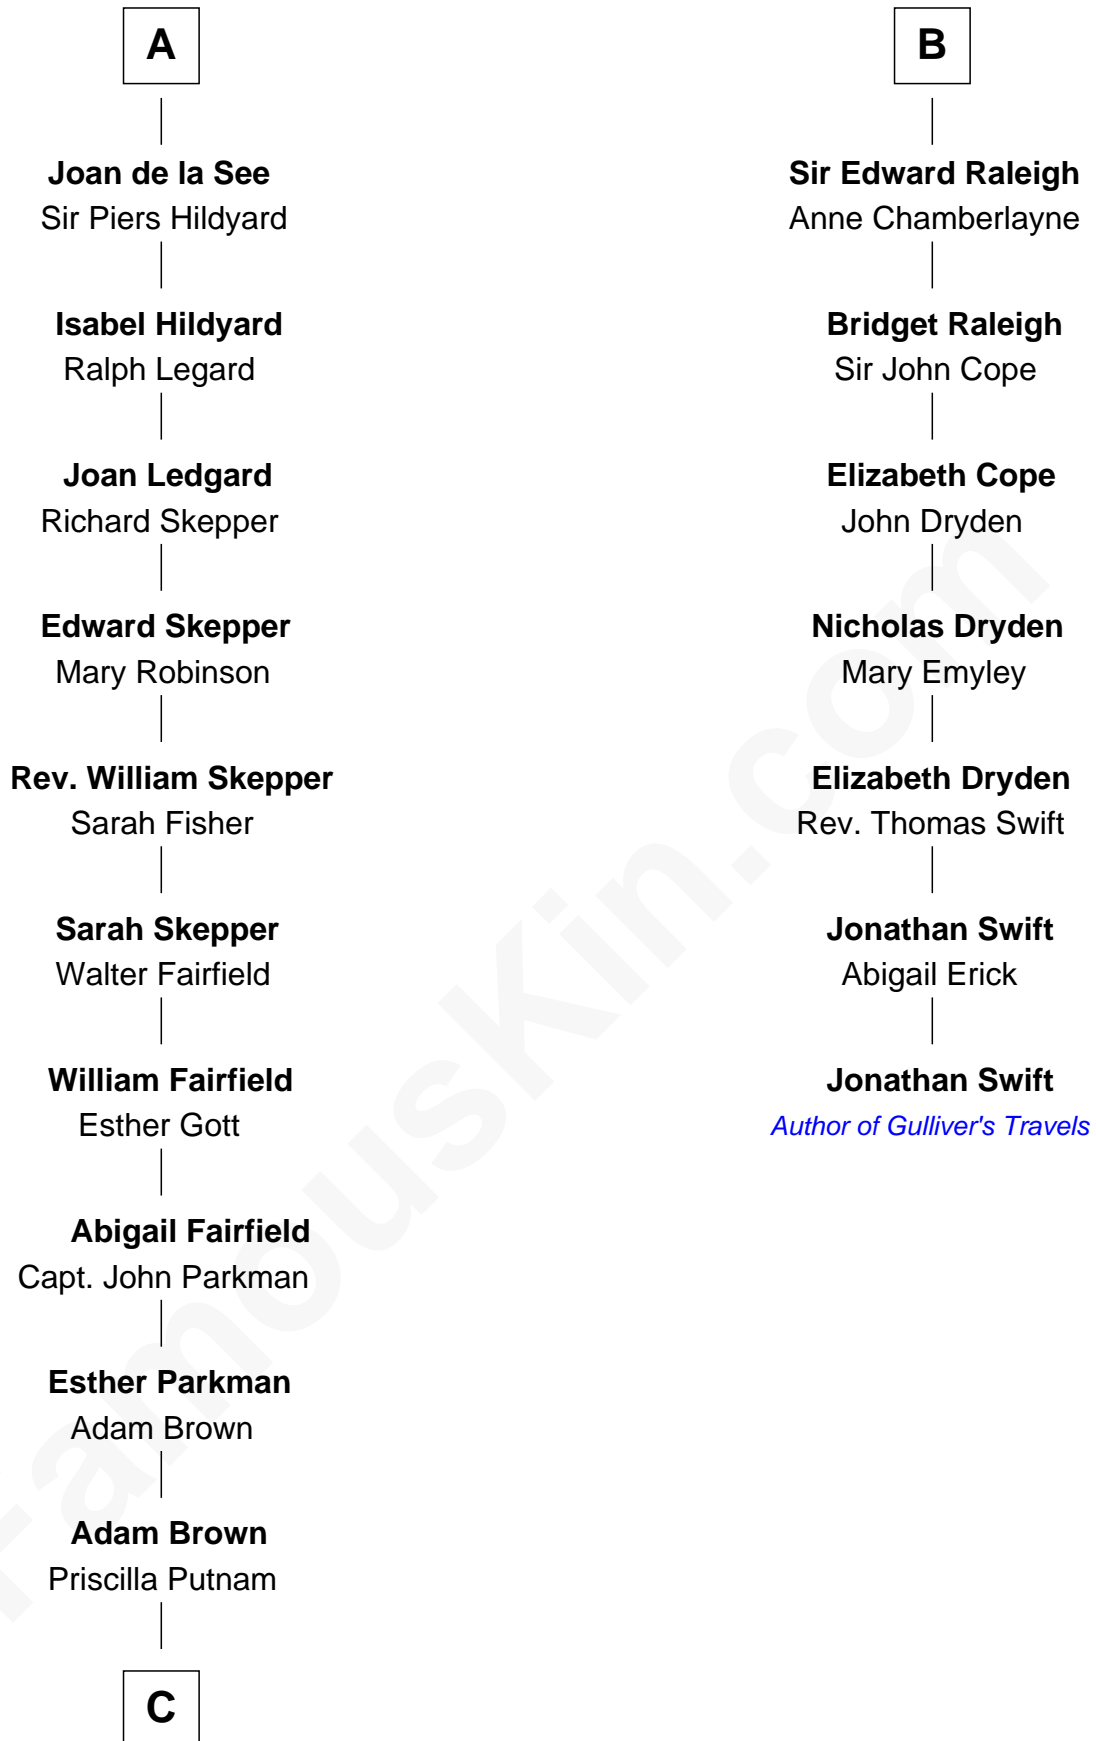 A
Joan de la See
Sir Piers Hildyard
Isabel Hildyard
Ralph Legard
Joan Ledgard
Richard Skepper
Edward Skepper
Mary Robinson
Rev. William Skepper
Sarah Fisher
Sarah Skepper
Walter Fairfield
William Fairfield
Esther Gott
Abigail Fairfield
Capt. John Parkman
Esther Parkman
Adam Brown
Adam Brown
Priscilla Putnam
C
B
Sir Edward Raleigh
Anne Chamberlayne
Bridget Raleigh
Sir John Cope
Elizabeth Cope
John Dryden
Nicholas Dryden
Mary Emyley
Elizabeth Dryden
Rev. Thomas Swift
Jonathan Swift
Abigail Erick
Jonathan Swift
Author of Gulliver's Travels
FamousKin.com